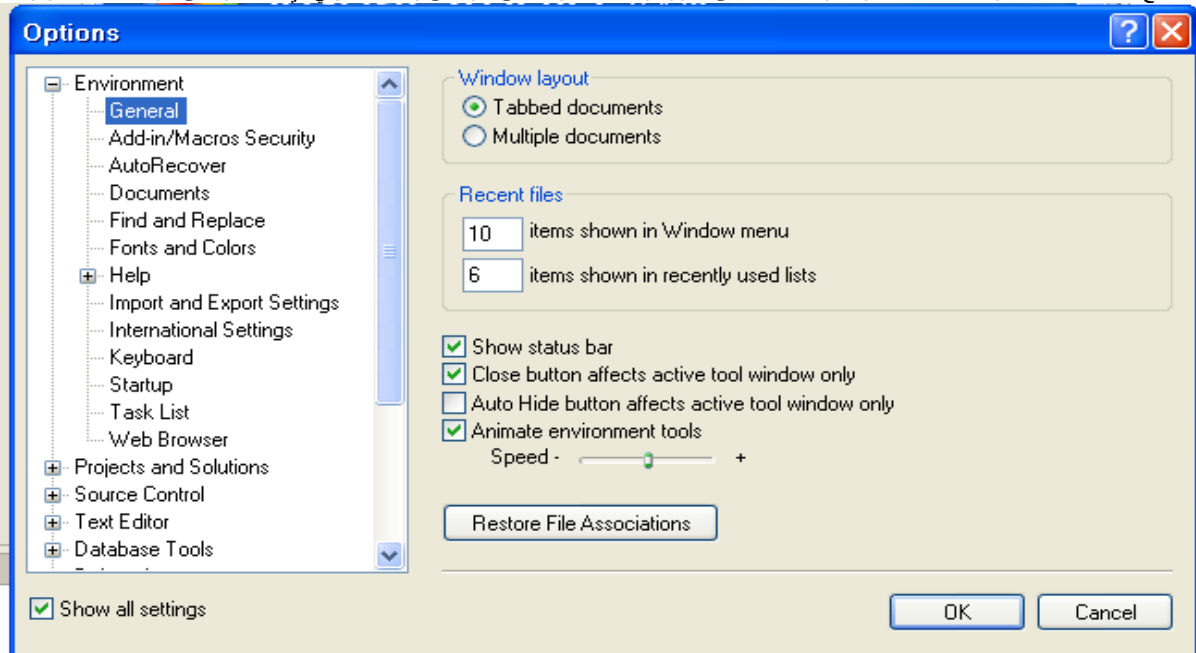 Options
Environment
General
Add-in/Macros Security
AutoRecover
Documents
Find and Replace
Fonts and Colors
Help
Import and Export Settings
International Settings
Keyboard
Startup
Task List
Web Browser
Projects and Solutions
Source Control
Text Editor
Database Tools
Show all settings
Window layout
Tabbed documents
Multiple documents
Recent files
10 items shown in Window menu
6 items shown in recently used lists
Show status bar
Close button affects active tool window only
Auto Hide button affects active tool window only
Animate environment tools
Speed - +
Restore File Associations
OK Cancel